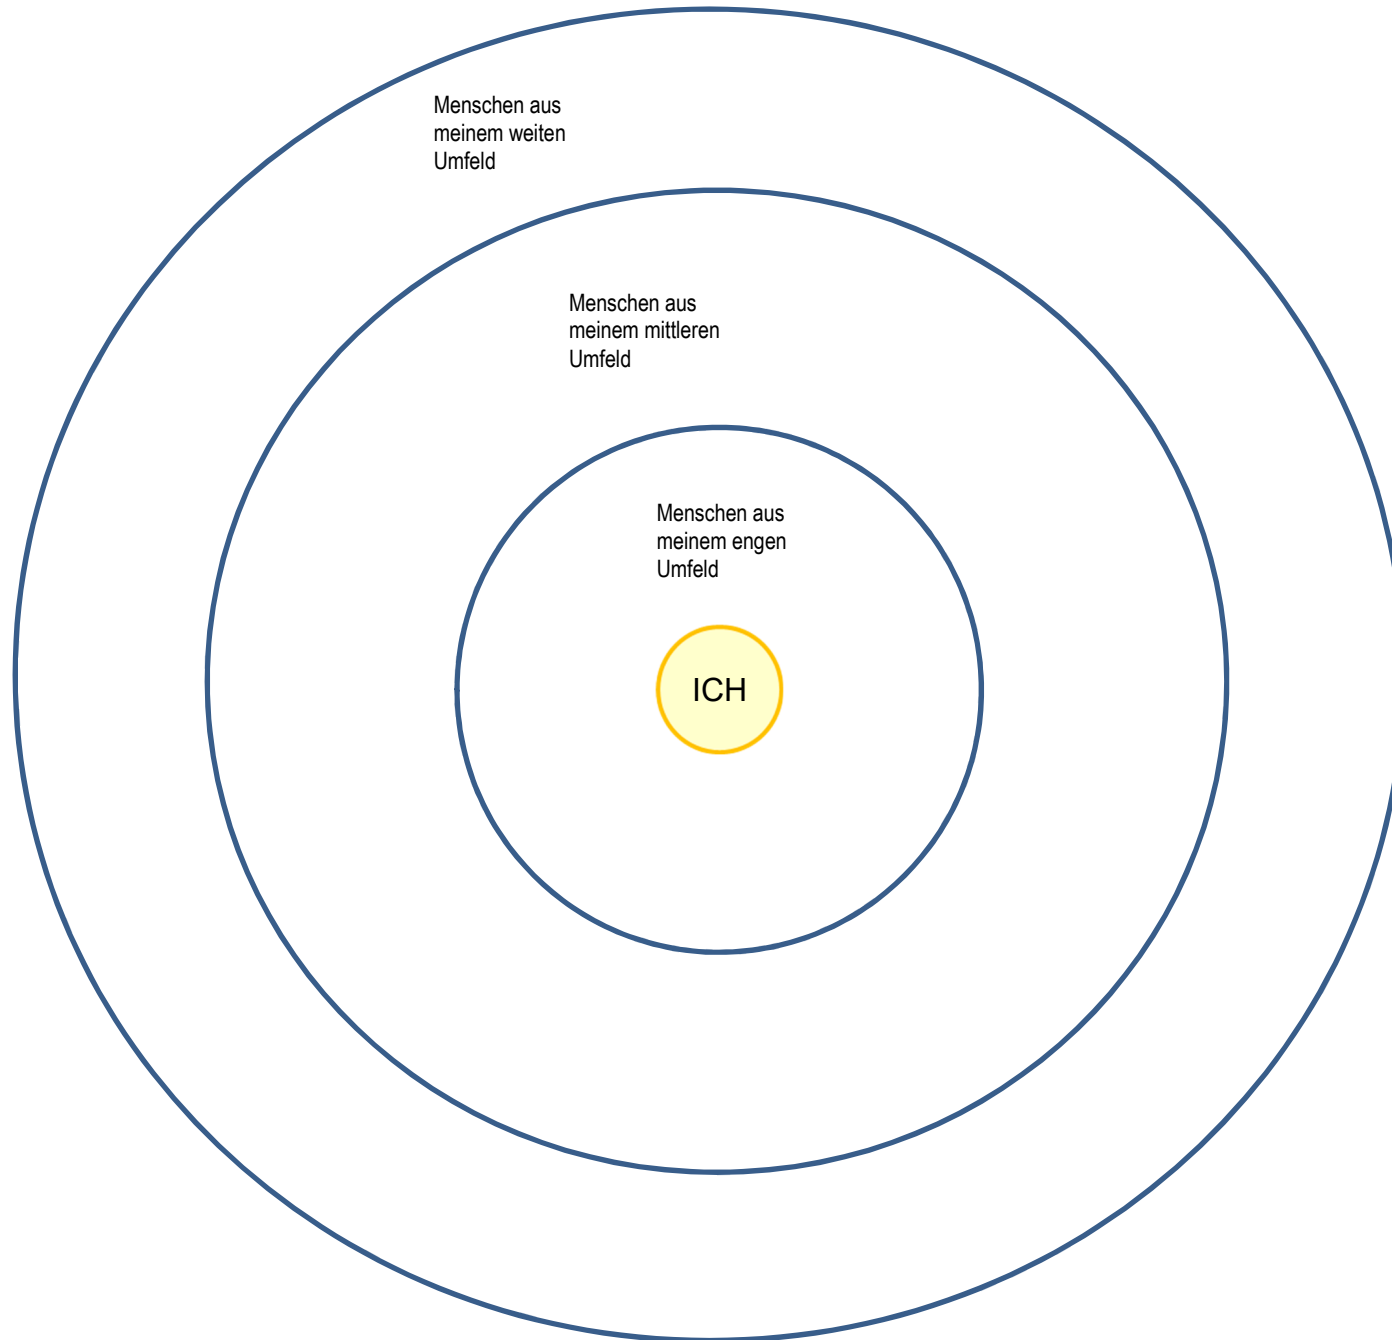 Menschen aus
meinem weiten
Umfeld
Menschen aus
meinem mittleren
Umfeld
Menschen aus
meinem engen
Umfeld
ICH